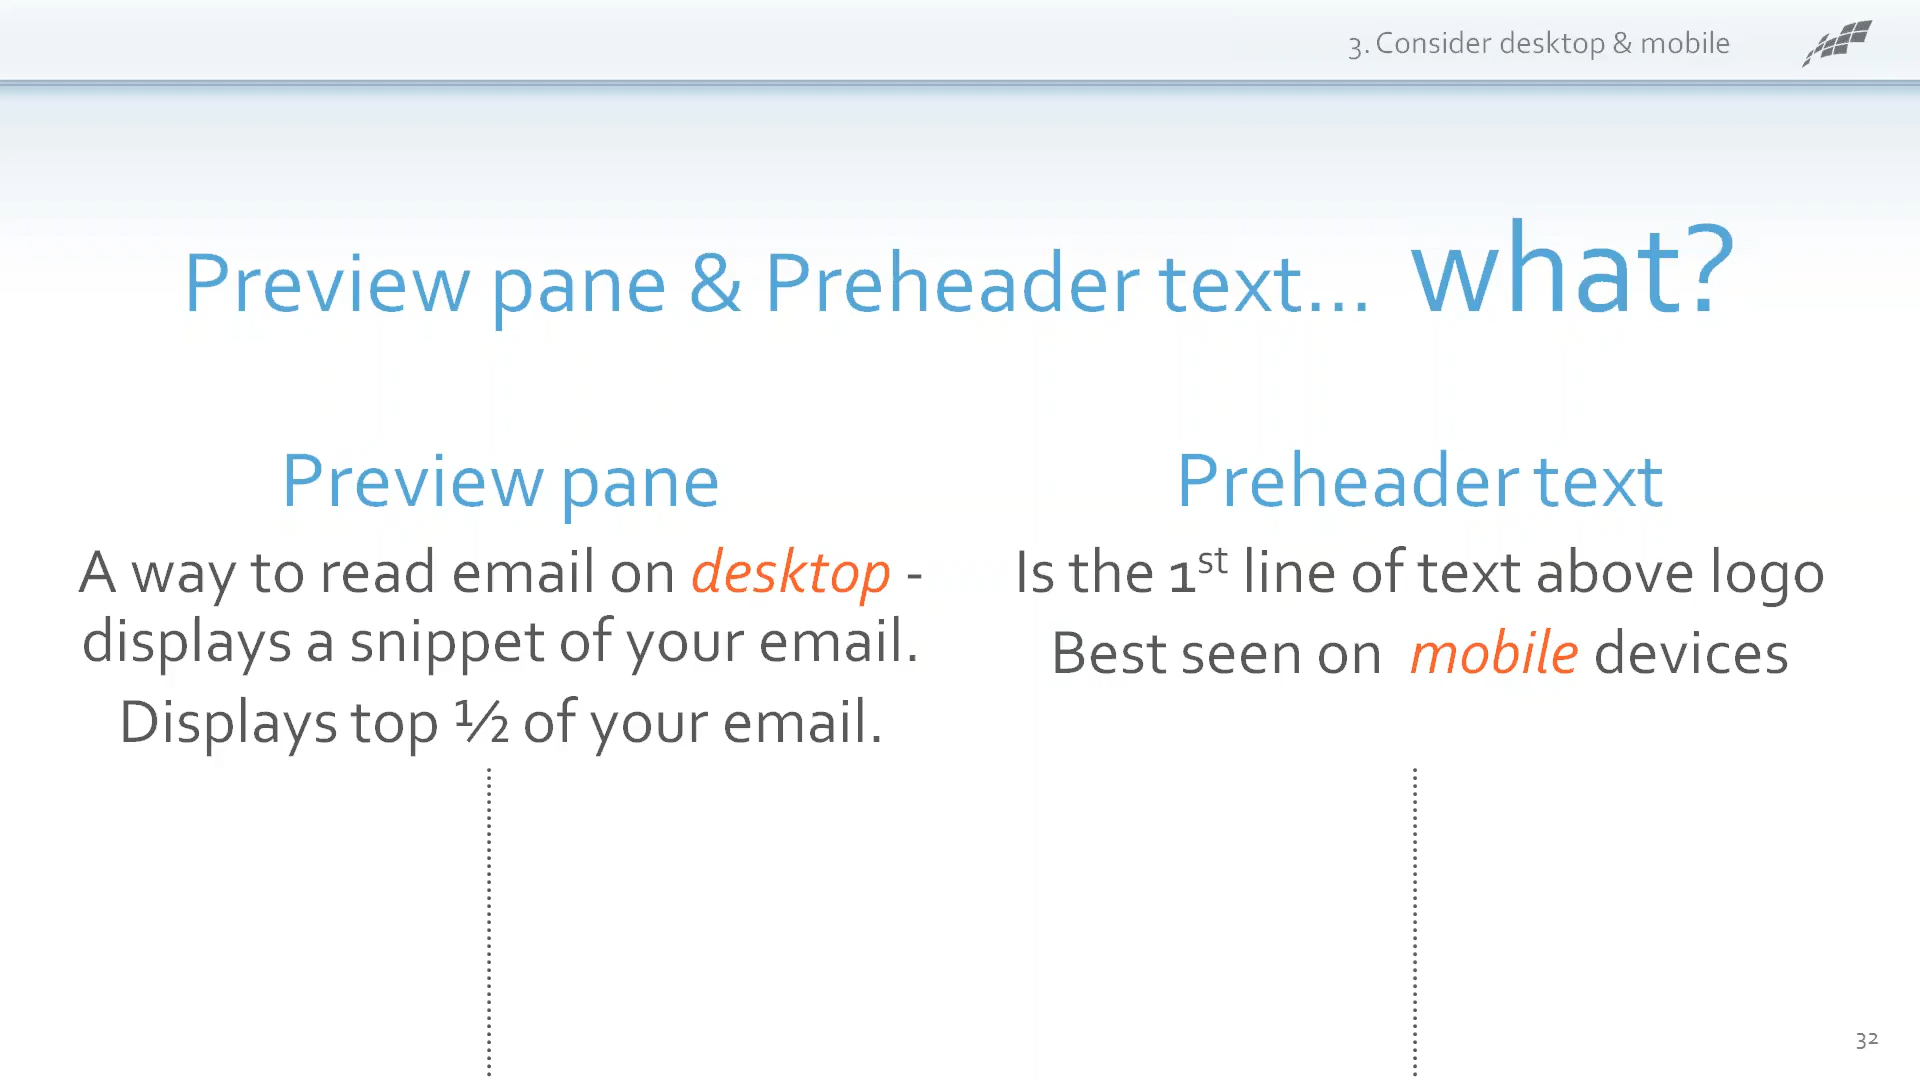 3. Consider desktop & mobile
Preview pane & Preheader text... what?
Preview pane
A way to read email on desktop -
displays a snippet of your email.
Displays top ½ of your email.
Preheader text
Is the 1st line of text above logo
Best seen on mobile devices
32